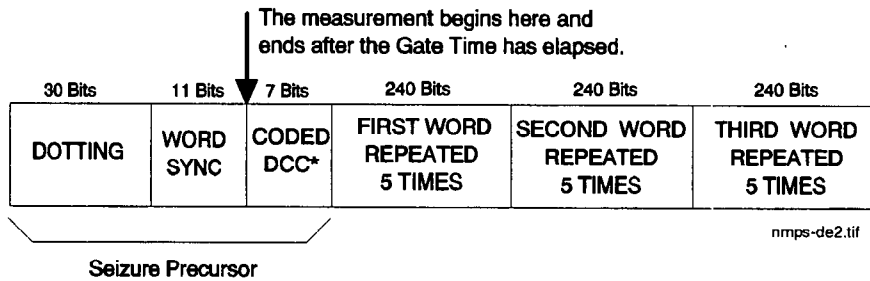 The measurement begins here and
ends after the Gate Time has elapsed.
30 Bits 11 Bits 7 Bits 240 Bits 240 Bits 240 Bits
DOTTING WORD SYNC CODED DCC* FIRST WORD REPEATED 5 TIMES SECOND WORD REPEATED 5 TIMES THIRD WORD REPEATED 5 TIMES
nmps-de2.tif
Seizure Precursor